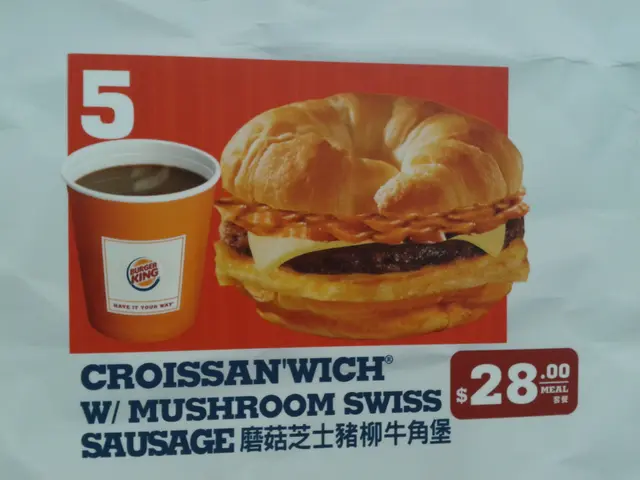 5
BURGER
KING
HAVE IT YOUR WAY®
CROISSAN'WICH®
W/ MUSHROOM SWISS
SAUSAGE 磨菇芝士豬柳牛角堡
$28.00
MEAL
套餐